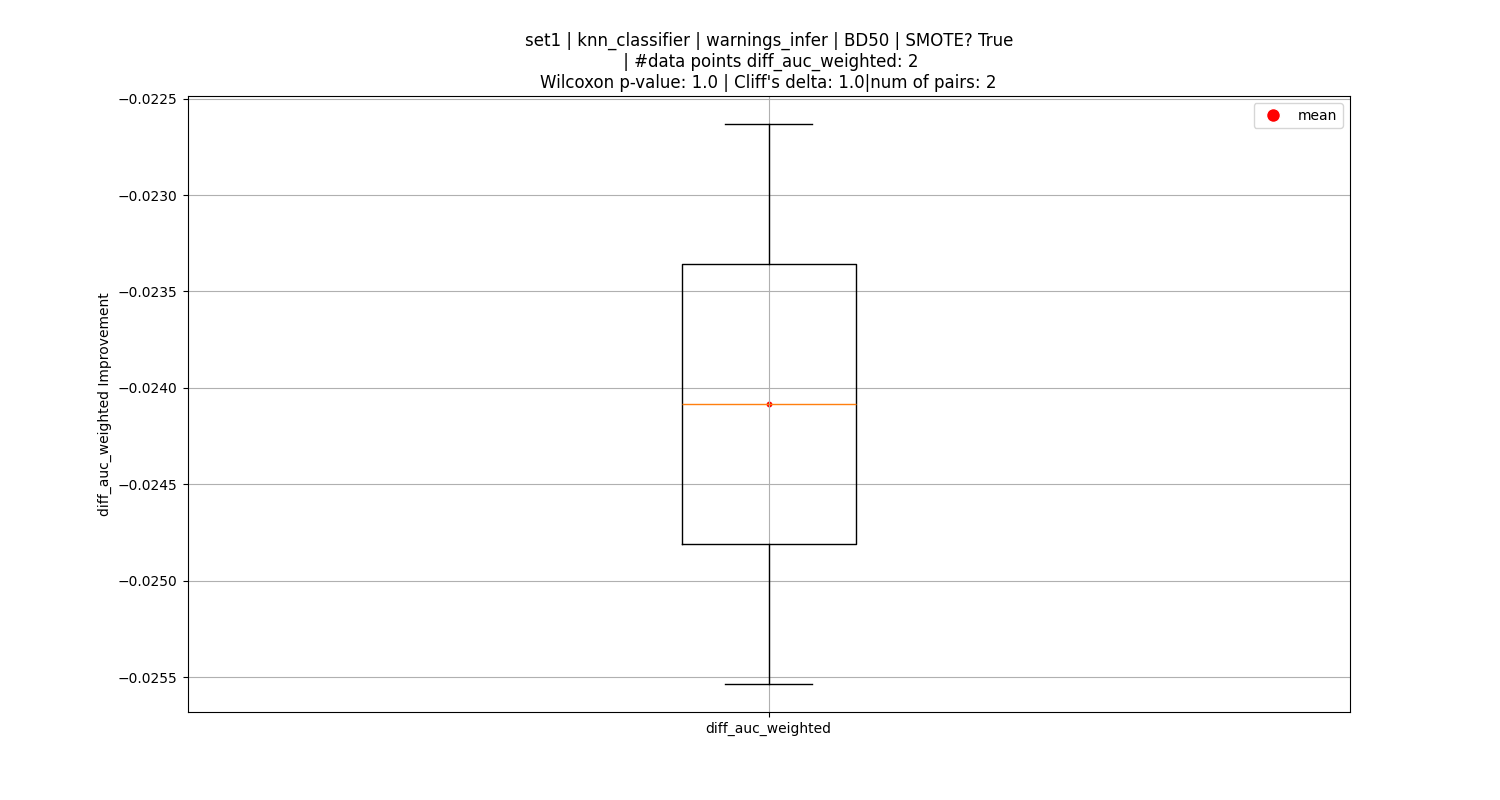 set1 | knn_classifier | warnings_infer | BD50 | SMOTE? True
| #data points diff_auc_weighted: 2
Wilcoxon p-value: 1.0 | Cliff's delta: 1.0|num of pairs: 2
−0.0225
mean
−0.0230
−0.0235
−0.0240
−0.0245
−0.0250
−0.0255
diff_auc_weighted Improvement
diff_auc_weighted